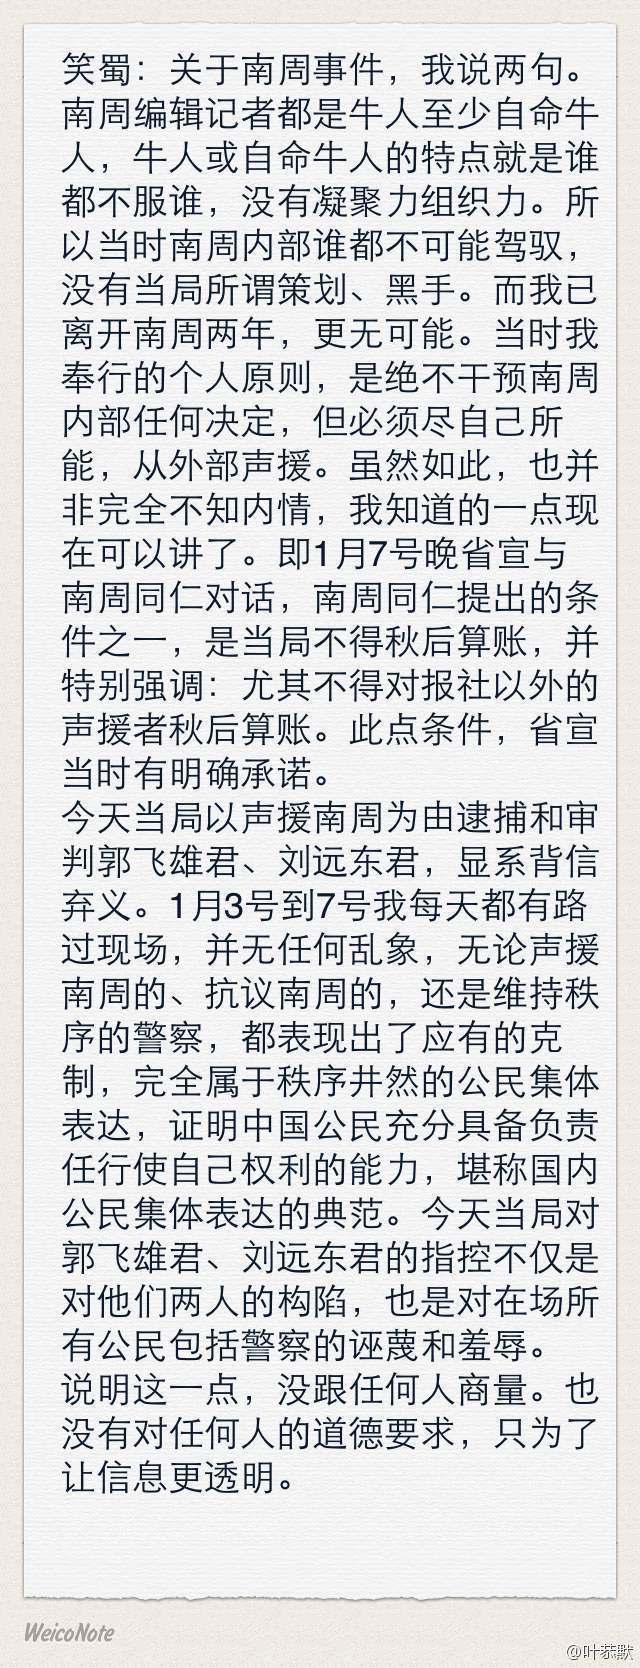 笑蜀：关于南周事件，我说两句。
南周编辑记者都是牛人至少自命牛
人，牛人或自命牛人的特点就是谁
都不服谁，没有凝聚力组织力。所
以当时南周内部谁都不可能驾驭，
没有当局所谓策划、黑手。而我已
离开南周两年，更无可能。当时我
奉行的个人原则，是绝不干预南周
内部任何决定，但必须尽自己所
能，从外部声援。虽然如此，也并
非完全不知内情，我知道的一点现
在可以讲了。即1月7号晚省宣与
南周同仁对话，南周同仁提出的条
件之一，是当局不得秋后算账，并
特别强调：尤其不得对报社以外的
声援者秋后算账。此点条件，省宣
当时有明确承诺。
今天当局以声援南周为由逮捕和审
判郭飞雄君、刘远东君，显系背信
弃义。1月3号到7号我每天都有路
过现场，并无任何乱象，无论声援
南周的、抗议南周的，还是维持秩
序的警察，都表现出了应有的克
制，完全属于秩序井然的公民集体
表达，证明中国公民充分具备负责
任行使自己权利的能力，堪称国内
公民集体表达的典范。今天当局对
郭飞雄君、刘远东君的指控不仅是
对他们两人的构陷，也是对在场所
有公民包括警察的诬蔑和羞辱。
说明这一点，没跟任何人商量。也
没有对任何人的道德要求，只为了
让信息更透明。
WeicoNote
@叶恭默